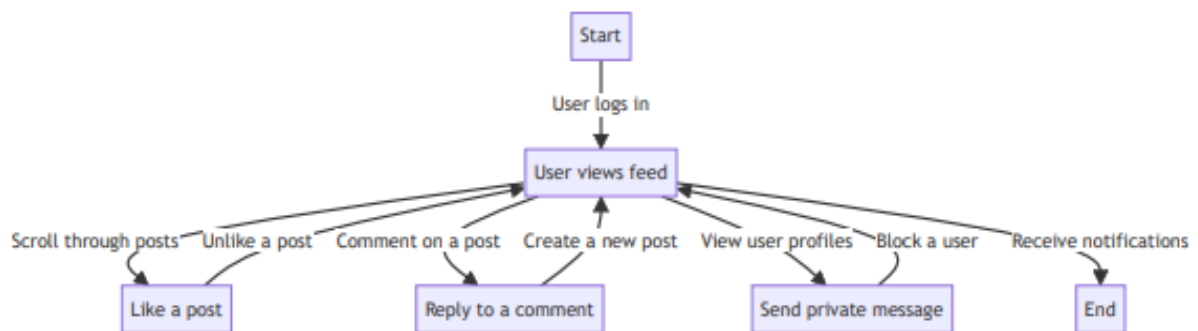 Start
User logs in
User views feed
Scroll through posts
Unlike a post
Comment on a post
Create a new post
View user profiles
Block a user
Receive notifications
Like a post
Reply to a comment
Send private message
End